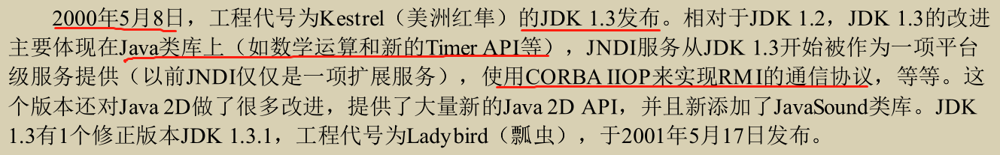 2000年5月8日，工程代号为Kestrel（美洲红隼）的JDK 1.3发布。相对于JDK 1.2，JDK 1.3的改进
主要体现在Java类库上（如数学运算和新的Timer API等），JNDI服务从JDK 1.3开始被作为一项平台
级服务提供（以前JNDI仅仅是一项扩展服务），使用CORBA IIOP来实现RMI的通信协议，等等。这
个版本还对Java 2D做了很多改进，提供了大量新的Java 2D API，并且新添加了JavaSound类库。JDK
1.3有1个修正版本JDK 1.3.1，工程代号为Ladybird（瓢虫），于2001年5月17日发布。